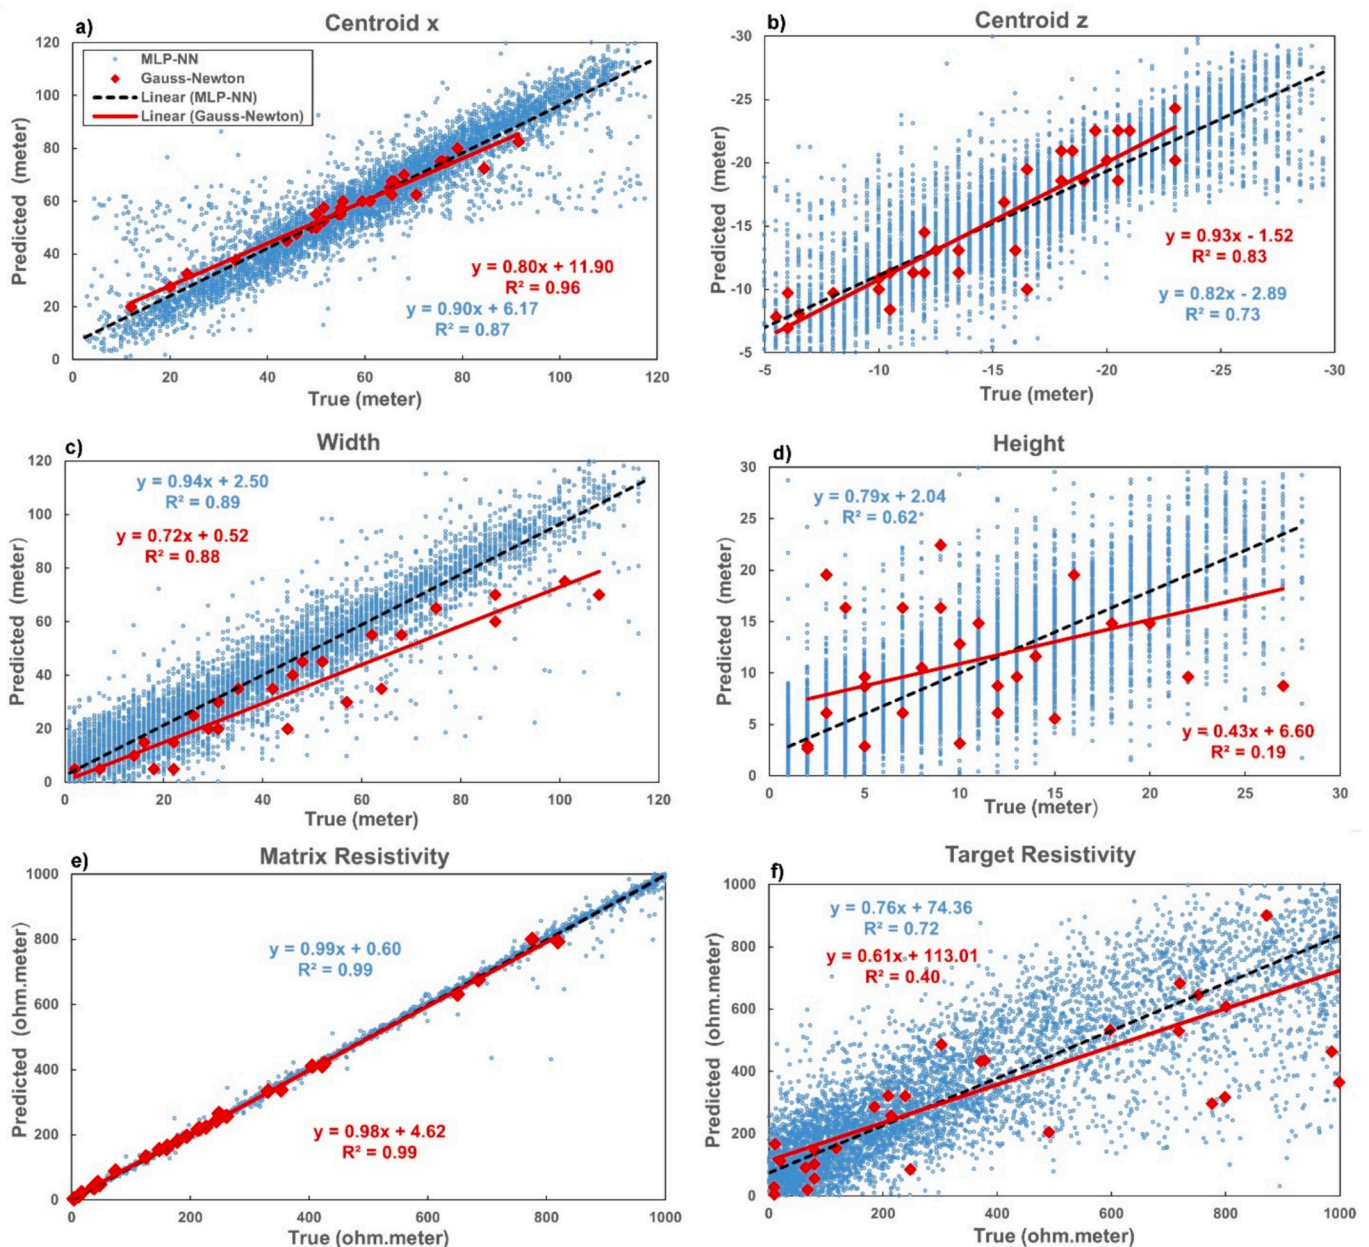 a)
Centroid x
MLP-NN
Gauss-Newton
Linear (MLP-NN)
Linear (Gauss-Newton)
120
100
80
60
40
20
0
Predicted (meter)
y = 0.80x + 11.90
R² = 0.96
y = 0.90x + 6.17
R² = 0.87
0 20 40 60 80 100 120
True (meter)
b)
Centroid z
-30
-25
-20
-15
-10
-5
Predicted (meter)
y = 0.93x - 1.52
R² = 0.83
y = 0.82x - 2.89
R² = 0.73
-5 -10 -15 -20 -25 -30
True (meter)
c)
Width
120
100
80
60
40
20
0
Predicted (meter)
y = 0.94x + 2.50
R² = 0.89
y = 0.72x + 0.52
R² = 0.88
0 20 40 60 80 100 120
True (meter)
d)
Height
30
25
20
15
10
5
0
Predicted (meter)
y = 0.79x + 2.04
R² = 0.62
y = 0.43x + 6.60
R² = 0.19
0 5 10 15 20 25 30
True (meter)
e)
Matrix Resistivity
1000
800
600
400
200
0
Predicted (ohm.meter)
y = 0.99x + 0.60
R² = 0.99
y = 0.98x + 4.62
R² = 0.99
0 200 400 600 800 1000
True (ohm.meter)
f)
Target Resistivity
1000
800
600
400
200
0
Predicted (ohm.meter)
y = 0.76x + 74.36
R² = 0.72
y = 0.61x + 113.01
R² = 0.40
0 200 400 600 800 1000
True (ohm.meter)